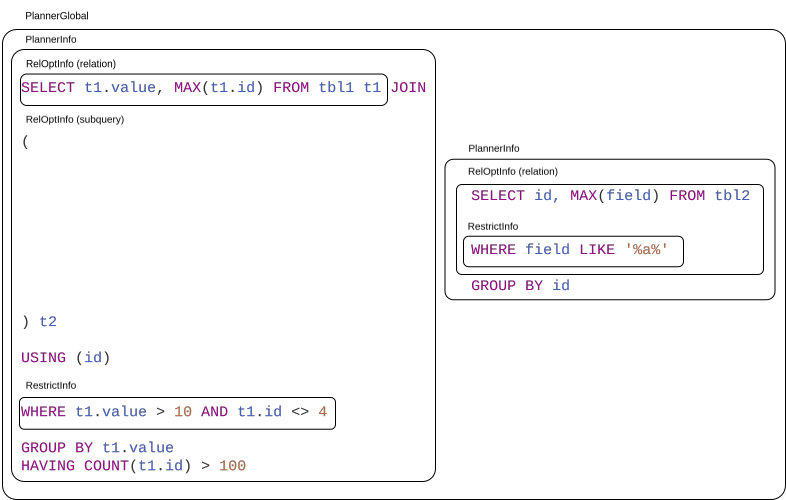 PlannerGlobal
PlannerInfo
RelOptInfo (relation)
SELECT t1.value, MAX(t1.id) FROM tbl1 t1 JOIN
RelOptInfo (subquery)
(
PlannerInfo
RelOptInfo (relation)
SELECT id, MAX(field) FROM tbl2
RestrictInfo
WHERE field LIKE '%a%'
GROUP BY id
) t2
USING (id)
RestrictInfo
WHERE t1.value > 10 AND t1.id <> 4
GROUP BY t1.value
HAVING COUNT(t1.id) > 100